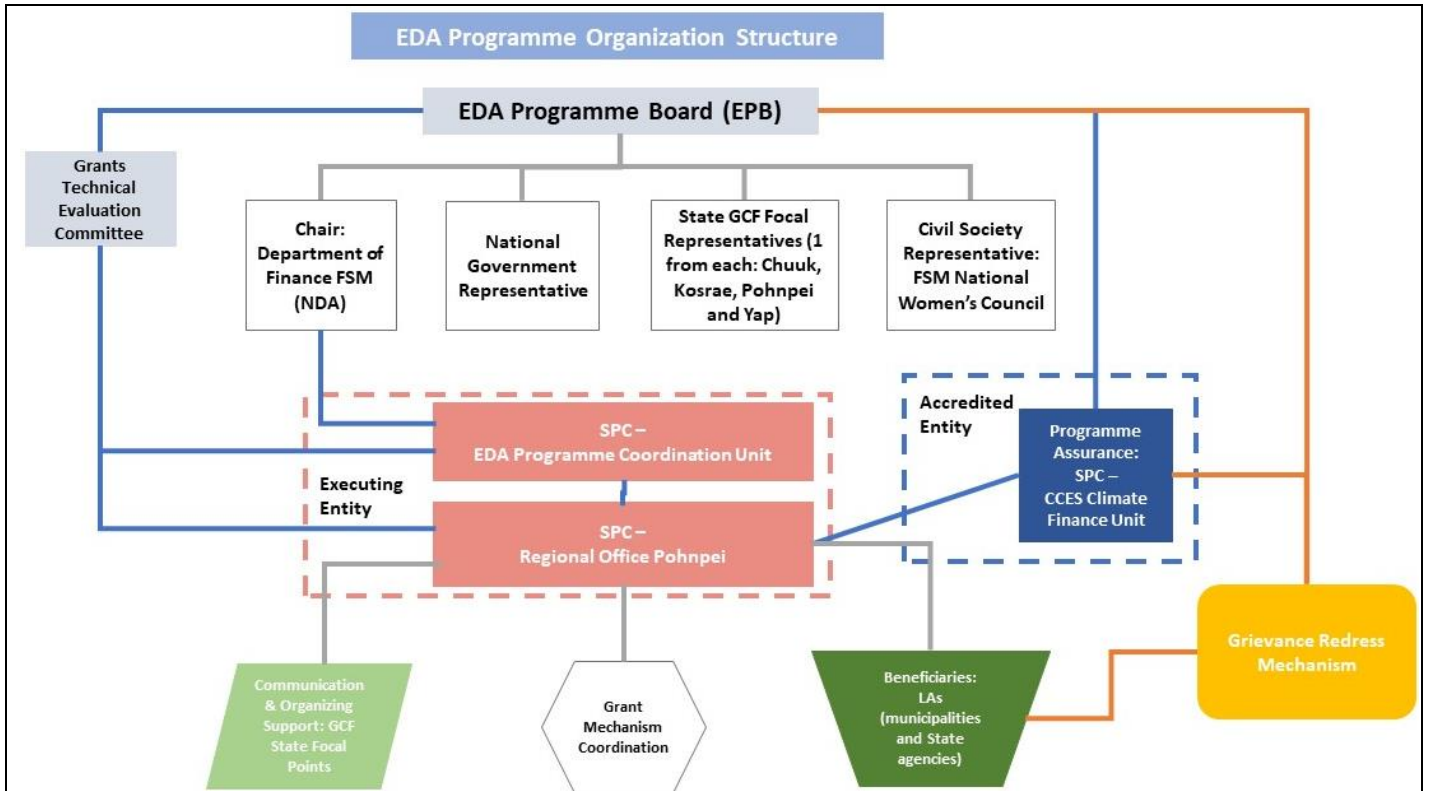 EDA Programme Organization Structure
EDA Programme Board (EPB)
Grants
Technical
Evaluation
Committee
Chair:
Department of
Finance FSM
(NDA)
National
Government
Representative
State GCF Focal
Representatives (1
from each: Chuuk,
Kosrae, Pohnpei
and Yap)
Civil Society
Representative:
FSM National
Women’s Council
Executing
Entity
SPC –
EDA Programme Coordination Unit
SPC –
Regional Office Pohnpei
Accredited
Entity
Programme
Assurance:
SPC –
CCES Climate
Finance Unit
Communication
& Organizing
Support: GCF
State Focal
Points
Grant
Mechanism
Coordination
Beneficiaries:
LAs
(municipalities
and State
agencies)
Grievance Redress
Mechanism